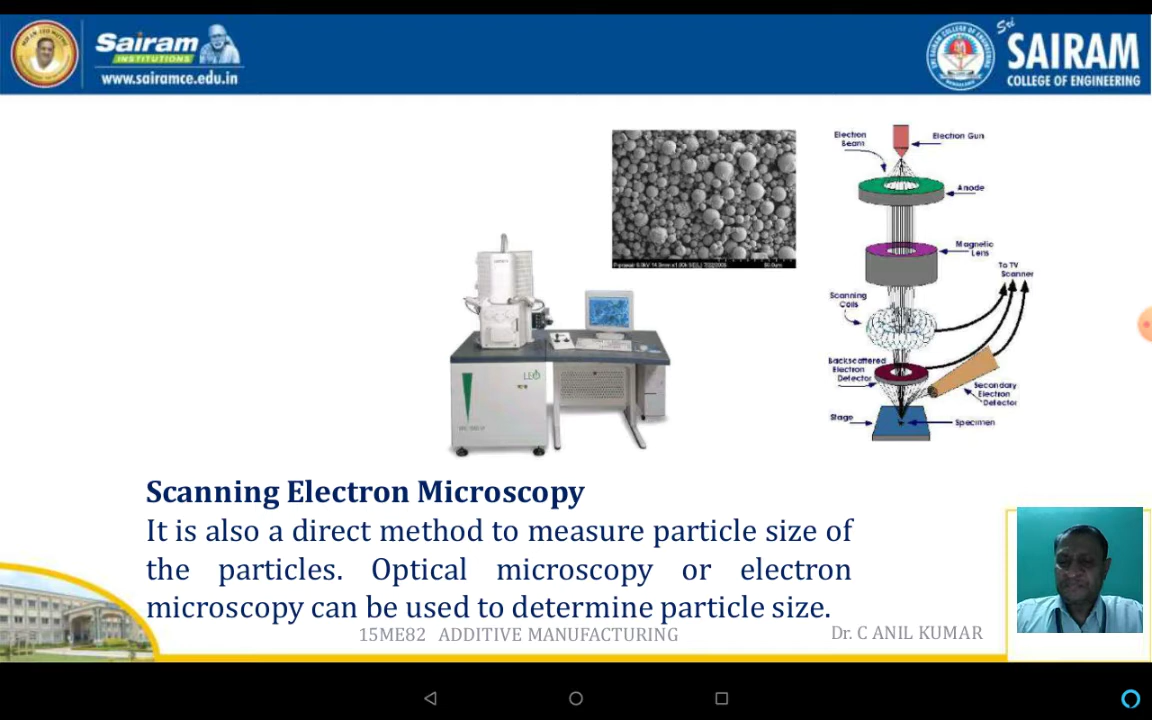 Sairam
INSTITUTIONS
www.sairamce.edu.in
Sri
SAIRAM
COLLEGE OF ENGINEERING
Electron
Beam
Electron Gun
Anode
Magnetic
Lens
To TV
Scanner
Scanning
Coils
Backscattered
Electron
Detector
Secondary
Electron
Detector
Stage
Specimen
LEO
Scanning Electron Microscopy
It is also a direct method to measure particle size of
the particles. Optical microscopy or electron
microscopy can be used to determine particle size.
15ME82 ADDITIVE MANUFACTURING
Dr. C ANIL KUMAR